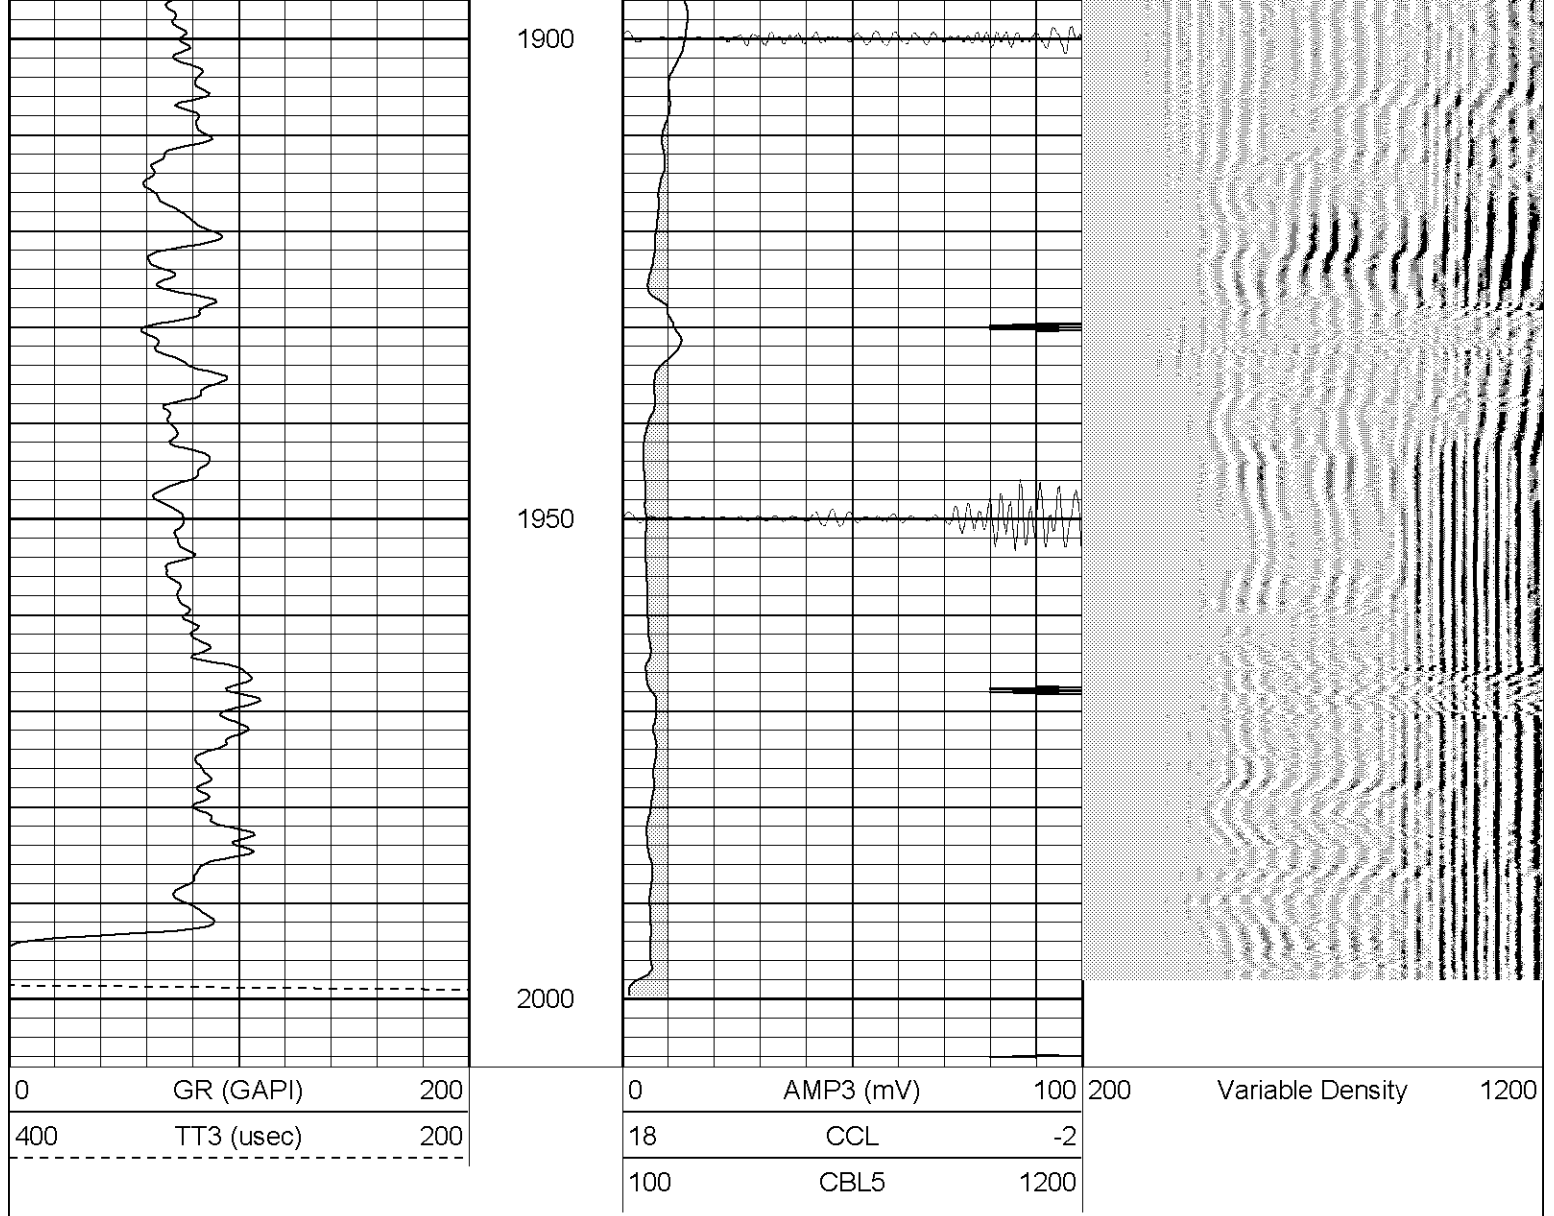 1900
1950
2000
0 GR (GAPI) 200
0 AMP3 (mV) 100
200 Variable Density 1200
400 TT3 (usec) 200
18 CCL -2
100 CBL5 1200